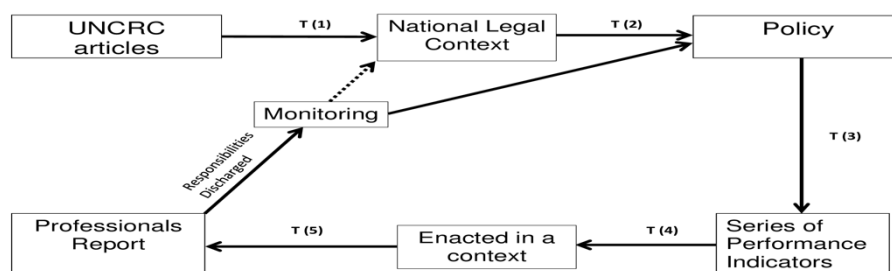 UNCRC
articles
T (1)
National Legal
Context
T (2)
Policy
Monitoring
T (3)
Responsibilities
Discharged
Professionals
Report
T (5)
Enacted in a
context
T (4)
Series of
Performance
Indicators